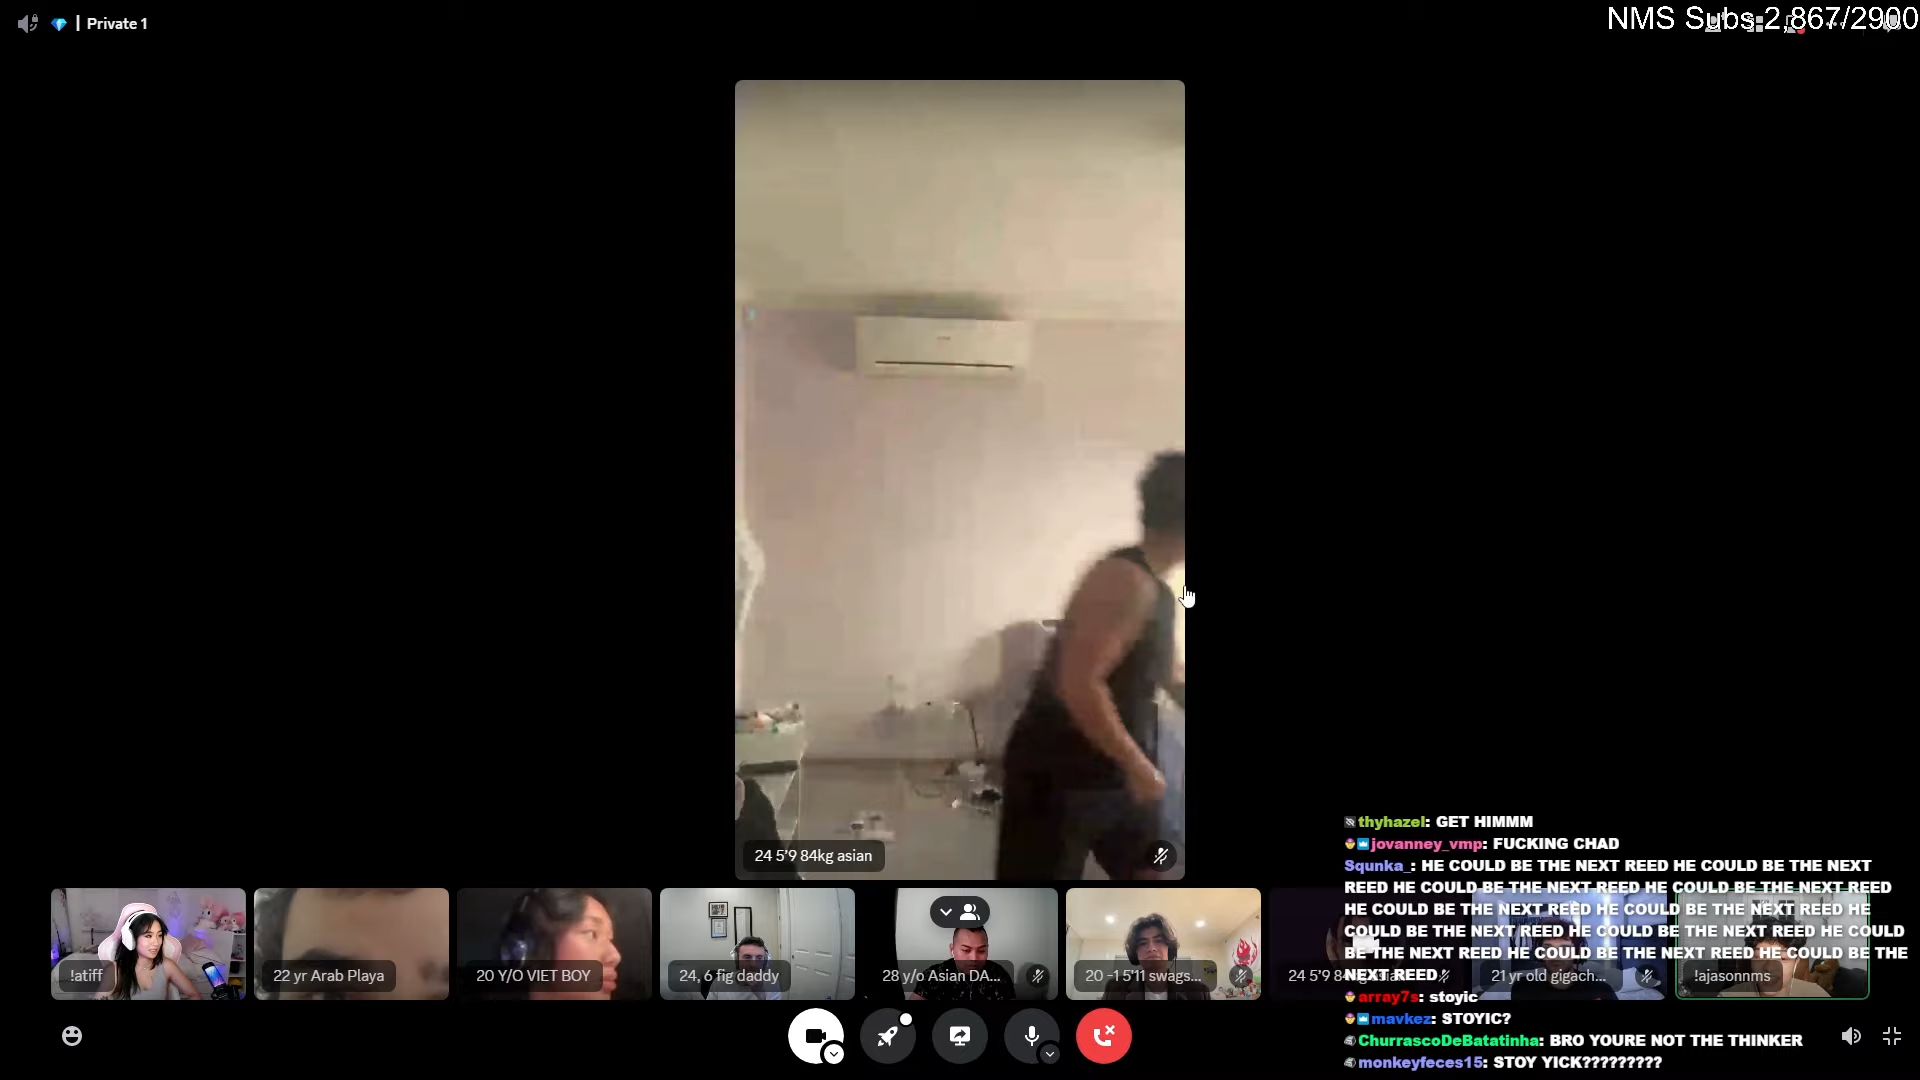 Private 1
NMS Subs: 2,867/2900
24 5'9 84kg asian
!atiff
22 yr Arab Playa
20 Y/O VIET BOY
24, 6 fig daddy
28 y/o Asian DA...
20 -1 5'11 swags...
24 5'9 84kg asian
21 yr old gigach...
!ajasonnms
thyhazel: GET HIMMM
jovanney_vmp: FUCKING CHAD
Squnka_: HE COULD BE THE NEXT REED HE COULD BE THE NEXT
REED HE COULD BE THE NEXT REED HE COULD BE THE NEXT REED
HE COULD BE THE NEXT REED HE COULD BE THE NEXT REED HE
COULD BE THE NEXT REED HE COULD BE THE NEXT REED HE COULD
BE THE NEXT REED HE COULD BE THE NEXT REED HE COULD BE THE
NEXT REED
array7s: stoyic
mavkez: STOYIC?
ChurrascoDeBatatinha: BRO YOURE NOT THE THINKER
monkeyfeces15: STOY YICK?????????